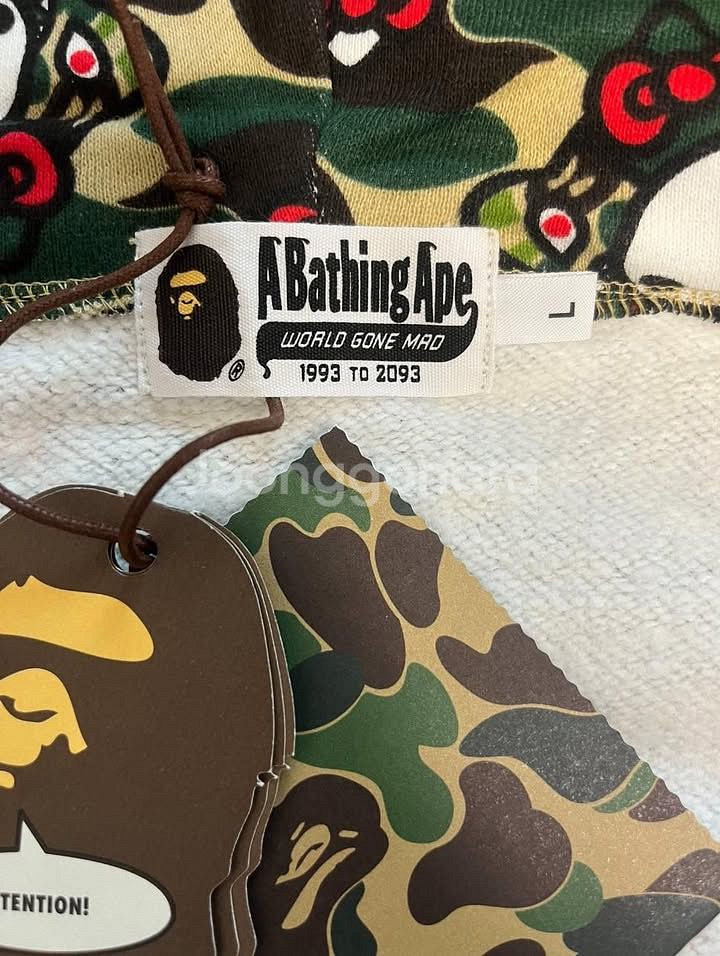 A Bathing Ape
WORLD GONE MAD
1993 TO 2093
®
L
TENTION!